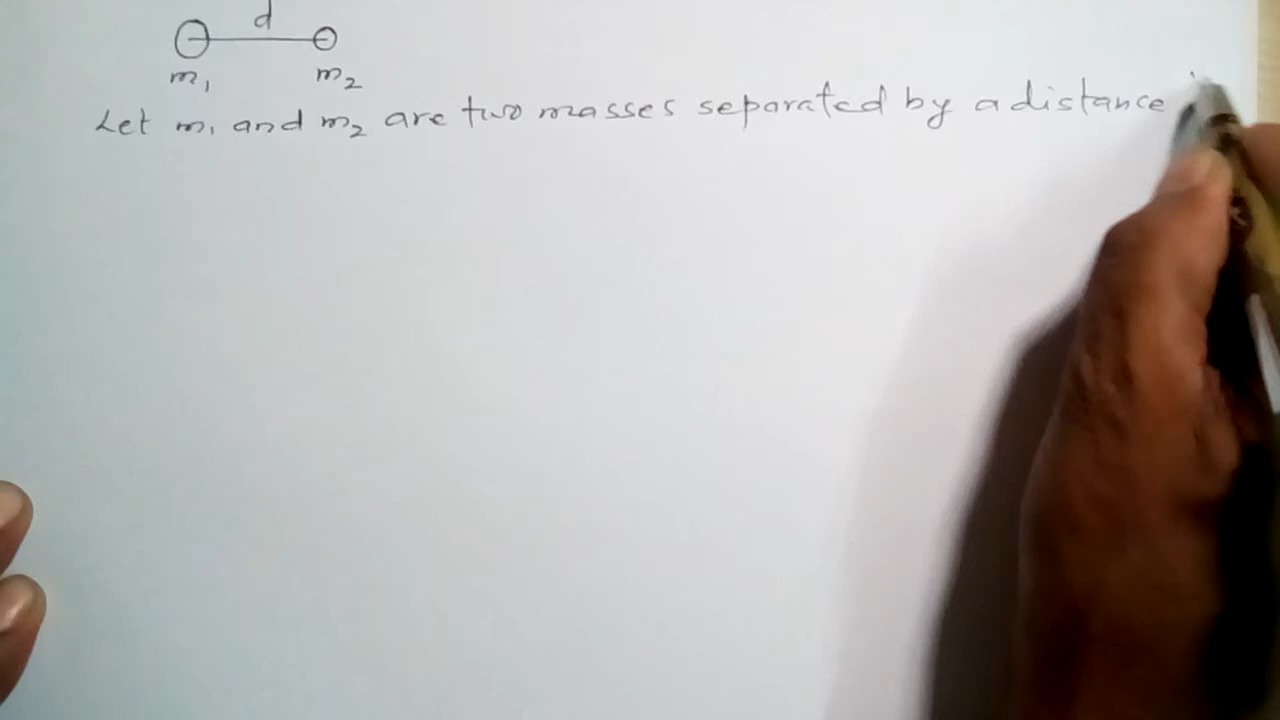 d
m₁ m₂
Let m₁ and m₂ are two masses separated by a distance